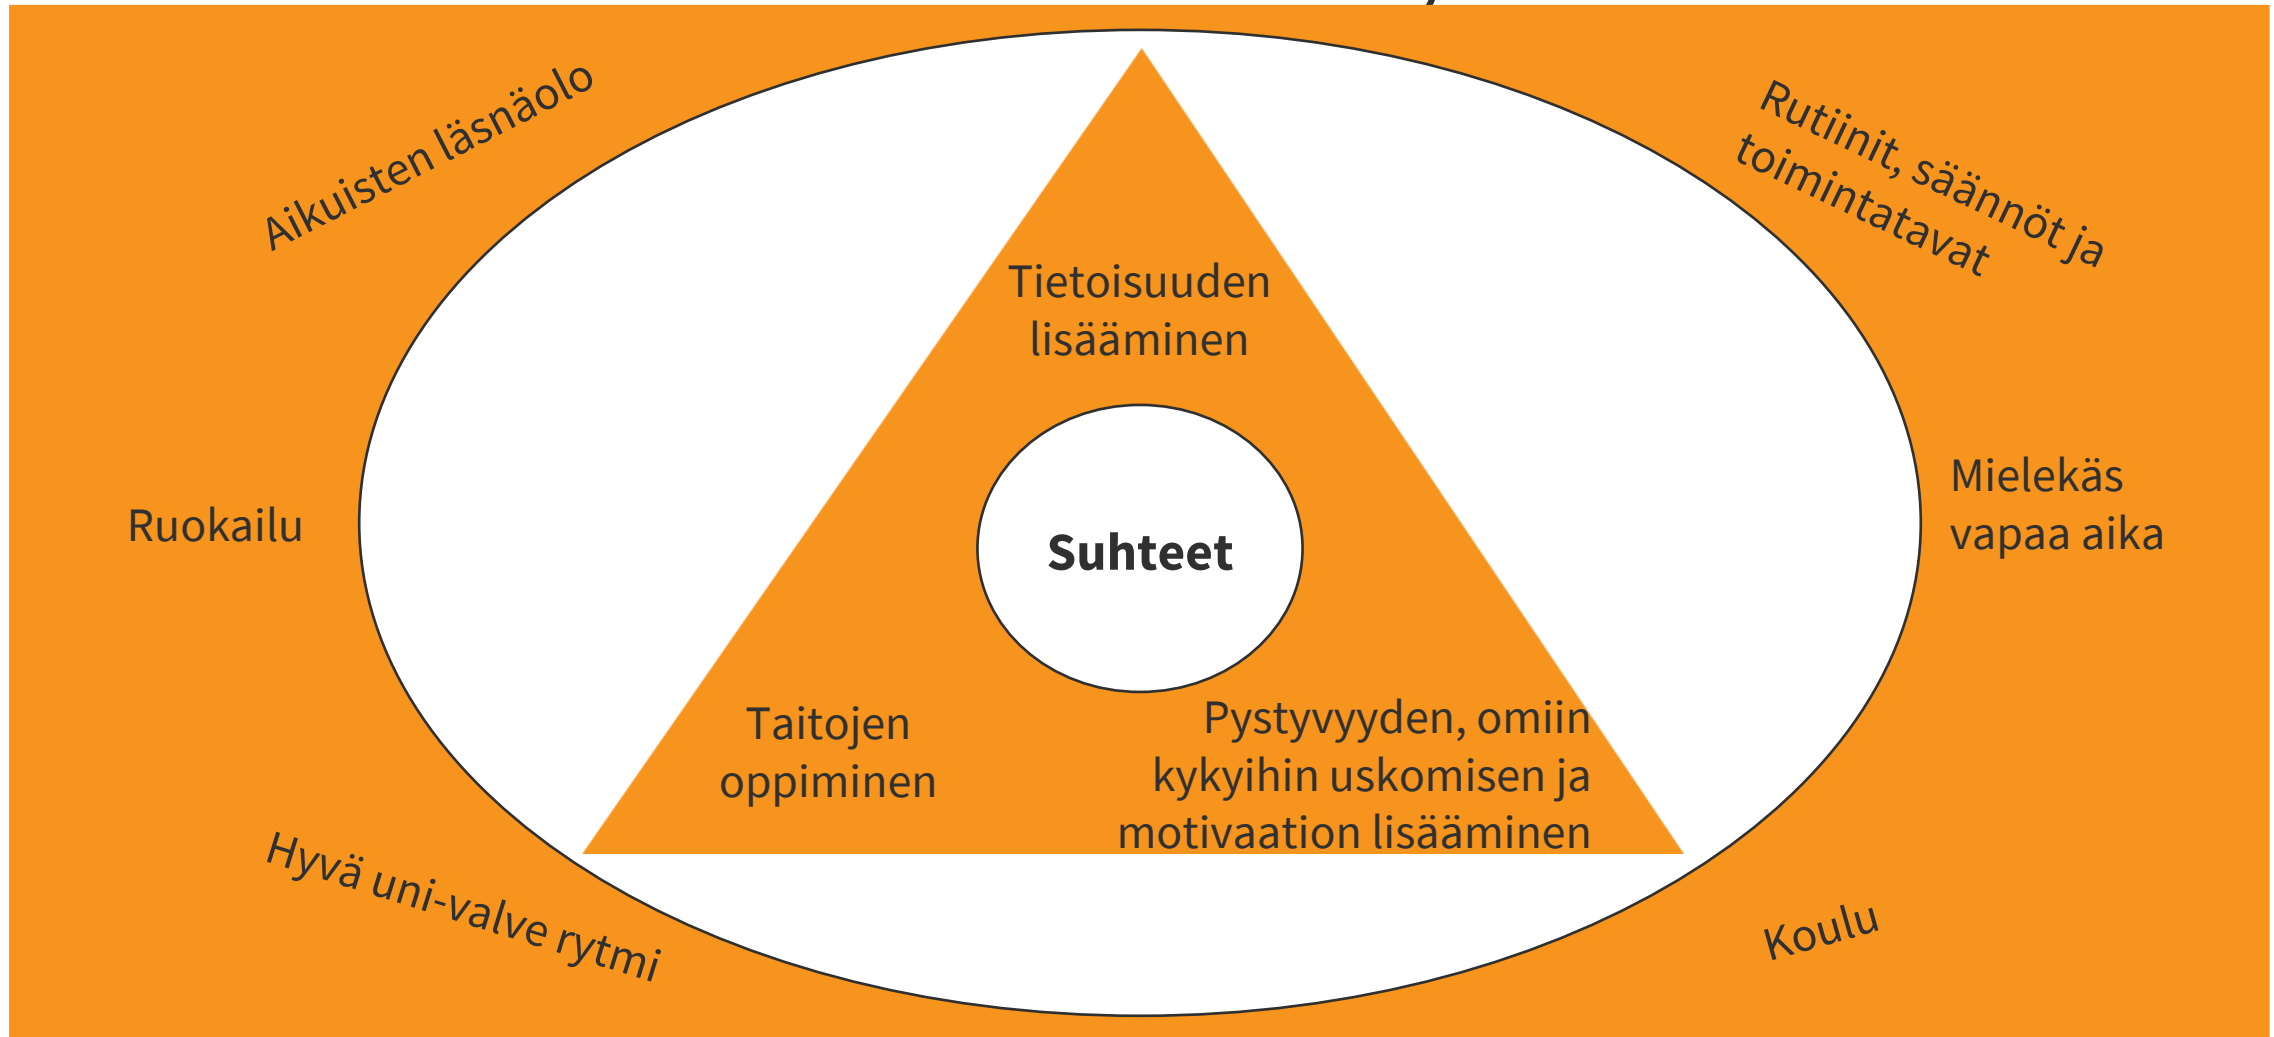 Aikuisten läsnäolo
Rutiinit, säännöt ja
toimintatavat
Tietoisuuden
lisääminen
Ruokailu
Suhteet
Mielekäs
vapaa aika
Taitojen
oppiminen
Pystyvyyden, omiin
kykyihin uskomisen ja
motivaation lisääminen
Hyvä uni-valve rytmi
Koulu